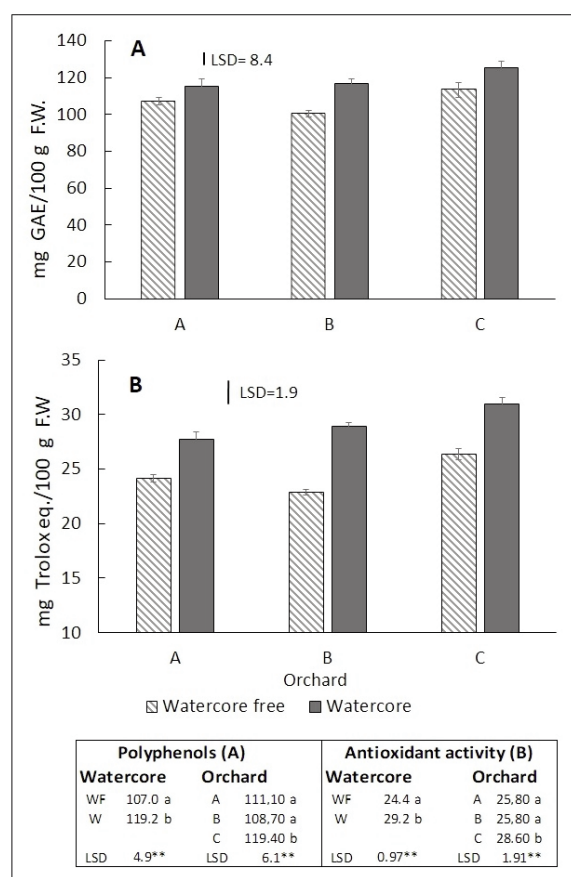 A
LSD= 8.4
140
120
100
80
60
40
20
0
mg GAE/100 g F.W.
A B C
B
LSD=1.9
35
30
25
20
15
10
mg Trolox eq./100 g F.W
A B C
Orchard
Watercore free Watercore
Polyphenols (A) Antioxidant activity (B)
Watercore Orchard Watercore Orchard
WF 107.0 a A 111,10 a WF 24.4 a A 25,80 a
W 119.2 b B 108,70 a W 29.2 b B 25,80 a
C 119.40 b C 28.60 b
LSD 4.9** LSD 6.1** LSD 0.97** LSD 1.91**